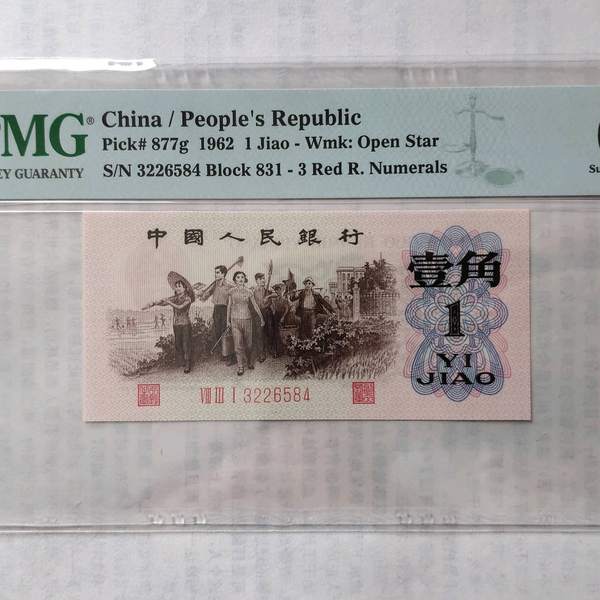 PMG® China / People's Republic
Pick# 877g 1962 1 Jiao - Wmk: Open Star
EY GUARANTY S/N 3226584 Block 831 - 3 Red R. Numerals
Su
中國人民銀行
壹角
1
YI
JIAO
VIII III I 3226584